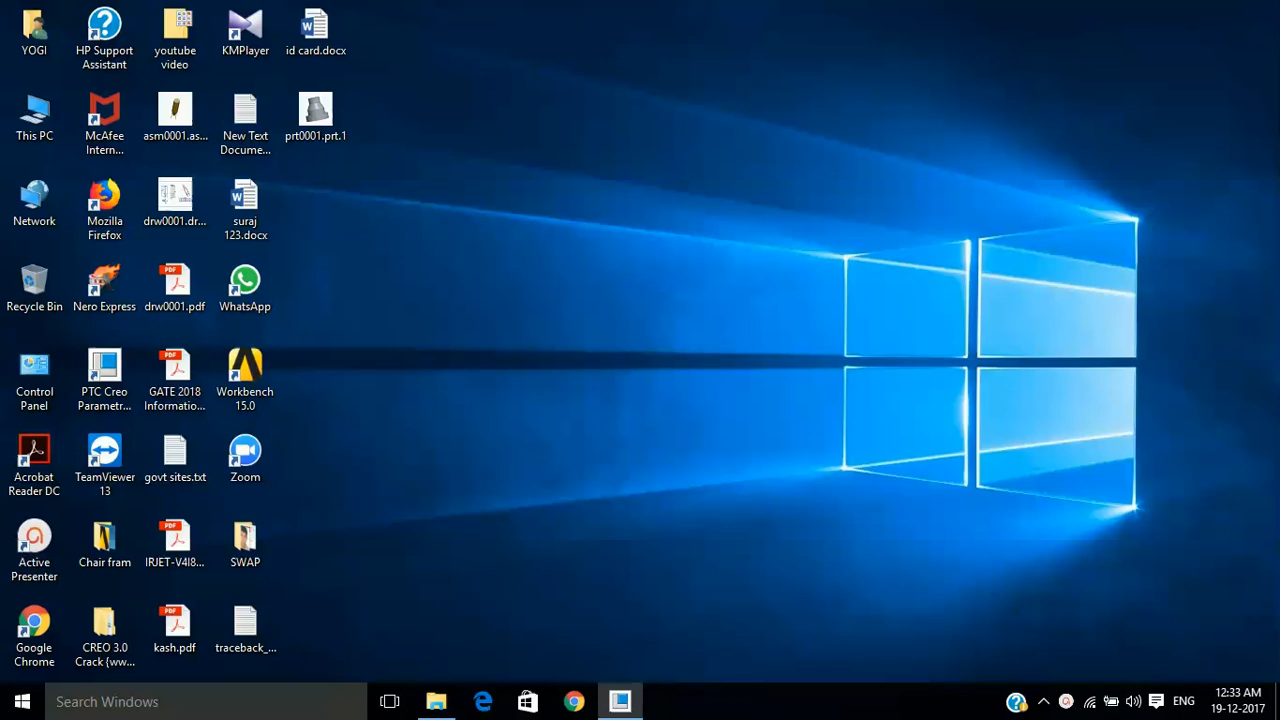 YOGI
HP Support
Assistant
youtube
video
KMPlayer
id card.docx
This PC
McAfee
Intern...
asm0001.as...
New Text
Docume...
prt0001.prt.1
Network
Mozilla
Firefox
drw0001.dr...
suraj
123.docx
Recycle Bin
Nero Express
PDF
drw0001.pdf
WhatsApp
Control
Panel
PTC Creo
Parametr...
PDF
GATE 2018
Informatio...
Workbench
15.0
Acrobat
Reader DC
TeamViewer
13
govt sites.txt
Zoom
Active
Presenter
Chair fram
PDF
IRJET-V4I8...
SWAP
Google
Chrome
CREO 3.0
Crack {ww...
PDF
kash.pdf
traceback_...
Search Windows
ENG
12:33 AM
19-12-2017